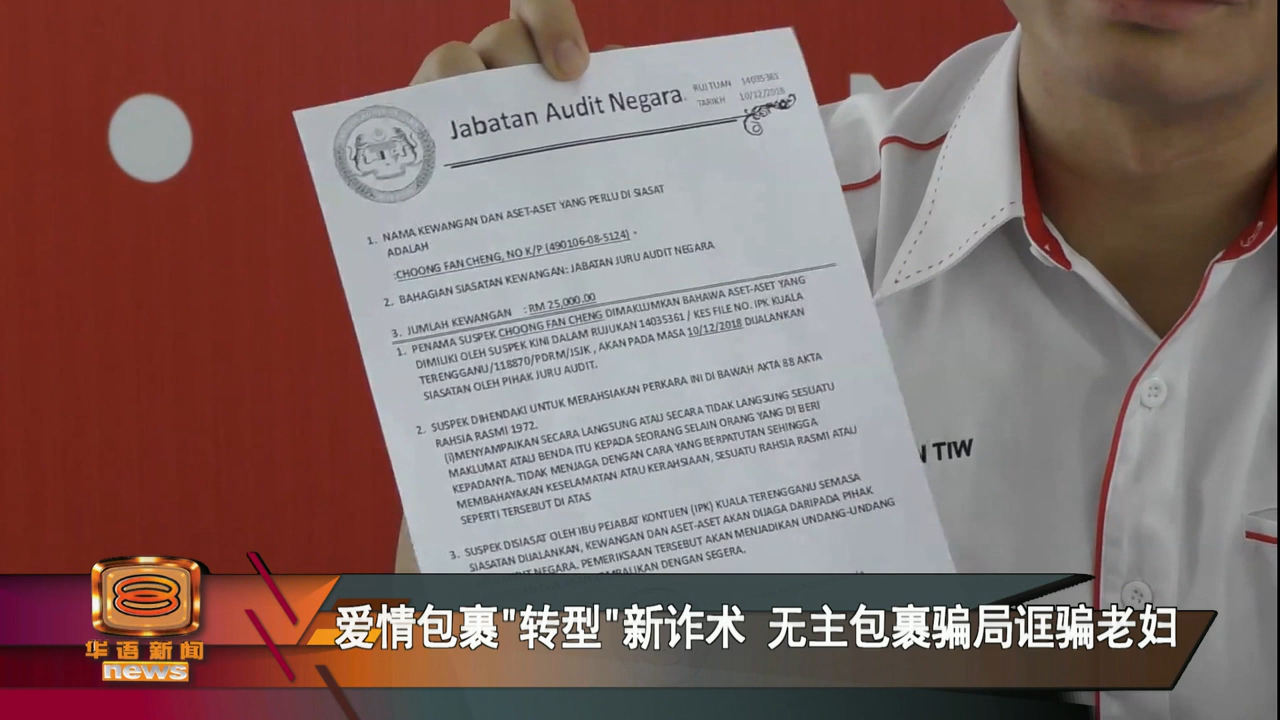 Jabatan Audit Negara
RUJTUAN 14035361
TARIKH 10/12/2018
1. NAMA KEWANGAN DAN ASET-ASET YANG PERLU DI SIASAT
ADALAH
:CHOONG FAN CHENG, NO K/P (490106-08-5124)
2. BAHAGIAN SIASATAN KEWANGAN: JABATAN JURU AUDIT NEGARA
3. JUMLAH KEWANGAN : RM 25,000.00
1. PENAMA SUSPEK CHOONG FAN CHENG DIMAKLUMKAN BAHAWA ASET-ASET YANG
DIMILIKI OLEH SUSPEK KINI DALAM RUJUKAN 14035361 / KES FILE NO. IPK KUALA
TERENGGANU/118870/PDRM/JSJK , AKAN PADA MASA 10/12/2018 DIJALANKAN
SIASATAN OLEH PIHAK JURU AUDIT.
2. SUSPEK DIHENDAKI UNTUK MERAHSIAKAN PERKARA INI DI BAWAH AKTA 88 AKTA
RAHSIA RASMI 1972.
(i)MENYAMPAIKAN SECARA LANGSUNG ATAU SECARA TIDAK LANGSUNG SESUATU
MAKLUMAT ATAU BENDA ITU KEPADA SEORANG SELAIN ORANG YANG DI BERI
KEPADANYA. TIDAK MENJAGA DENGAN CARA YANG BERPATUTAN SEHINGGA
MEMBAHAYAKAN KESELAMATAN ATAU KERAHSIAAN, SESUATU RAHSIA RASMI ATAU
SEPERTI TERSEBUT DI ATAS
3. SUSPEK DISIASAT OLEH IBU PEJABAT KONTUEN (IPK) KUALA TERENGGANU SEMASA
SIASATAN DIJALANKAN, KEWANGAN DAN ASET-ASET AKAN DIJAGA DARIPADA PIHAK
AUDIT NEGARA. PEMERIKSAAN TERSEBUT AKAN MENJADIKAN UNDANG-UNDANG
DENGAN SEGERA.
N TIW
8
华语新闻
news
爱情包裹"转型"新诈术 无主包裹骗局诓骗老妇